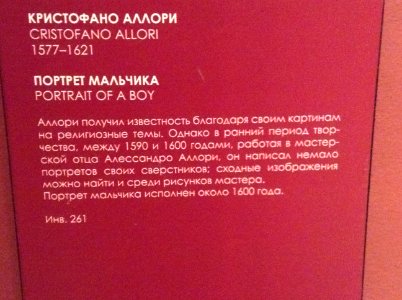 КРИСТОФАНО АЛЛОРИ
CRISTOFANO ALLORI
1577–1621
ПОРТРЕТ МАЛЬЧИКА
PORTRAIT OF A BOY
Аллори получил известность благодаря своим картинам
на религиозные темы. Однако в ранний период твор-
чества, между 1590 и 1600 годами, работая в мастер-
ской отца Алессандро Аллори, он написал немало
портретов своих сверстников; сходные изображения
можно найти и среди рисунков мастера.
Портрет мальчика исполнен около 1600 года.
Инв. 261